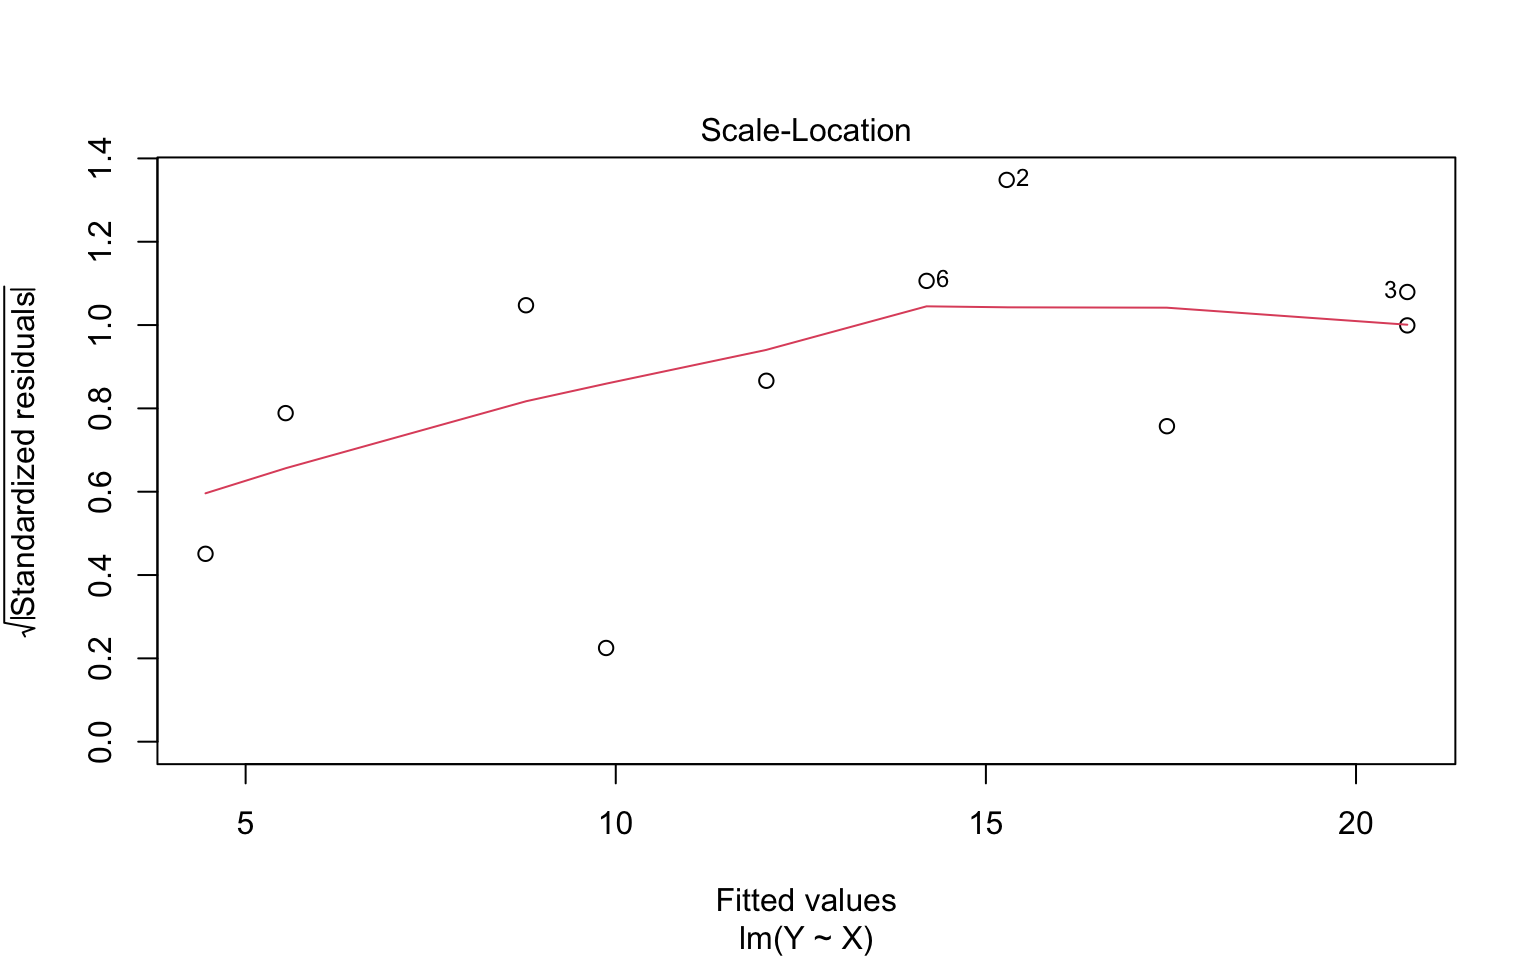 Scale-Location
√|Standardized residuals|
1.4
1.2
1.0
0.8
0.6
0.4
0.2
0.0
2
6
3
5 10 15 20
Fitted values
lm(Y ~ X)